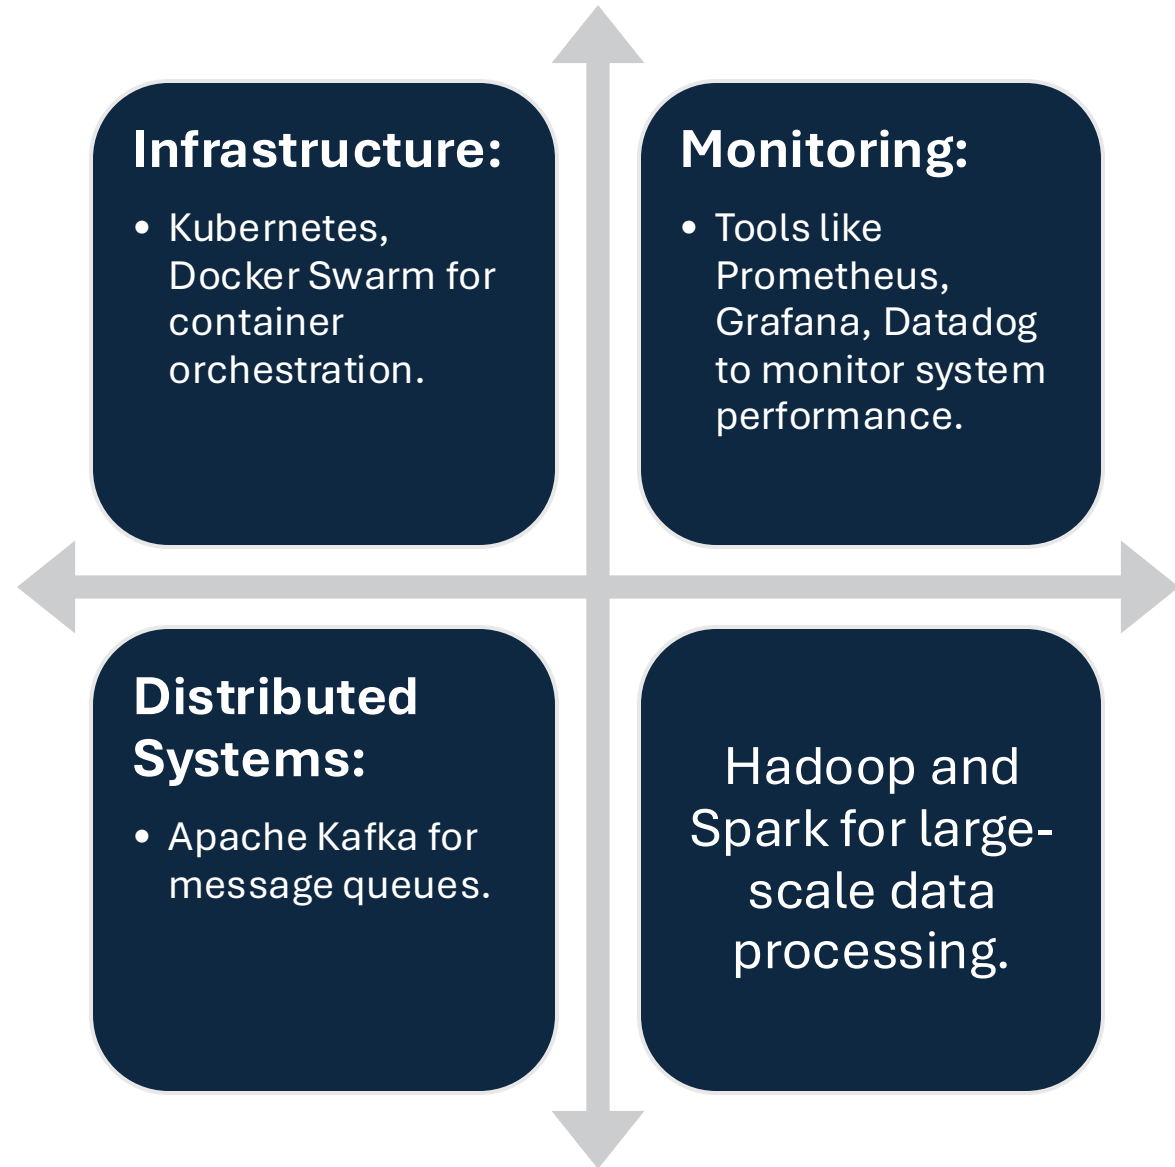 Infrastructure:
• Kubernetes,
Docker Swarm for
container
orchestration.
Monitoring:
• Tools like
Prometheus,
Grafana, Datadog
to monitor system
performance.
Distributed
Systems:
• Apache Kafka for
message queues.
Hadoop and
Spark for large-
scale data
processing.